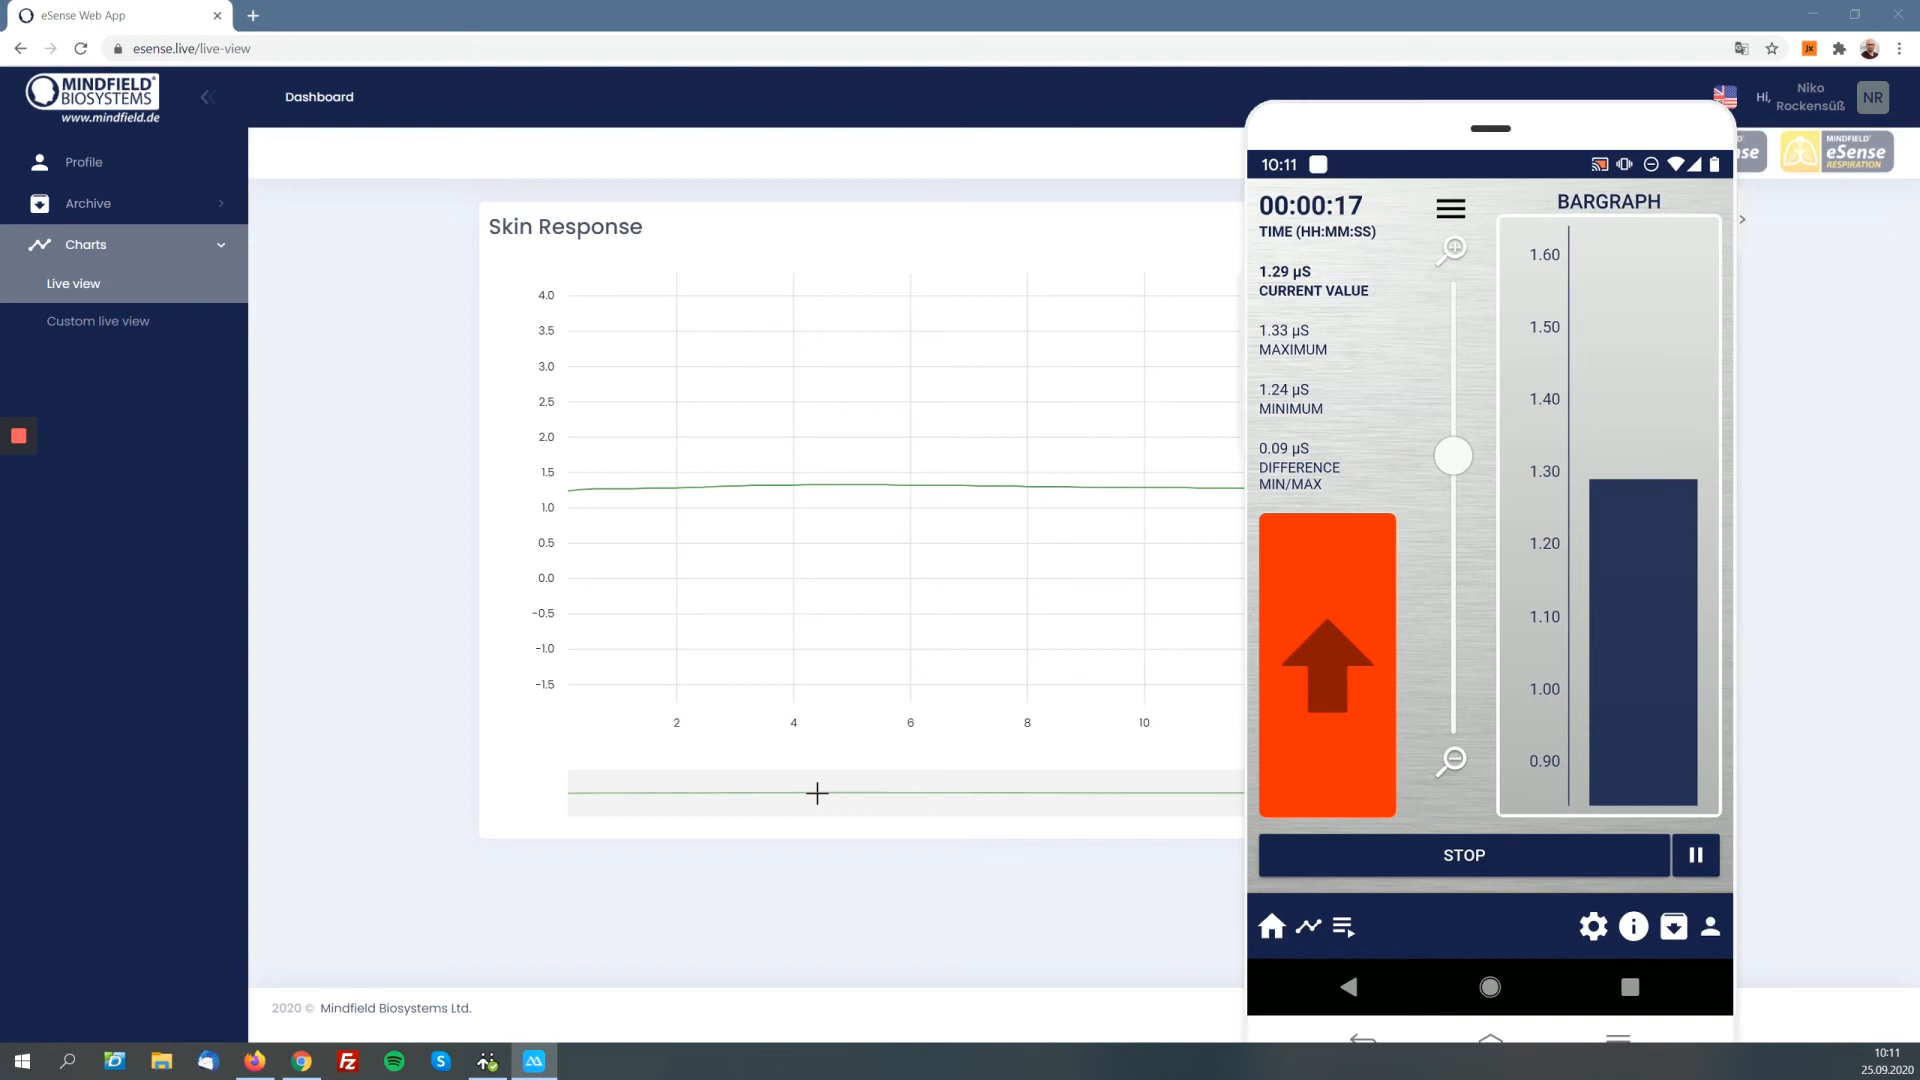 eSense Web App
esense.live/live-view
Jx
MINDFIELD®
BIOSYSTEMS
www.mindfield.de
Dashboard
Hi,
Niko
Rockensüß
NR
Profile
Archive
Charts
Live view
Custom live view
MINDFIELD®
eSense
RESPIRATION
Skin Response
4.0
3.5
3.0
2.5
2.0
1.5
1.0
0.5
0.0
-0.5
-1.0
-1.5
2
4
6
8
10
10:11
00:00:17
TIME (HH:MM:SS)
1.29 µS
CURRENT VALUE
1.33 µS
MAXIMUM
1.24 µS
MINIMUM
0.09 µS
DIFFERENCE
MIN/MAX
BARGRAPH
1.60
1.50
1.40
1.30
1.20
1.10
1.00
0.90
STOP
2020 © Mindfield Biosystems Ltd.
10:11
25.09.2020